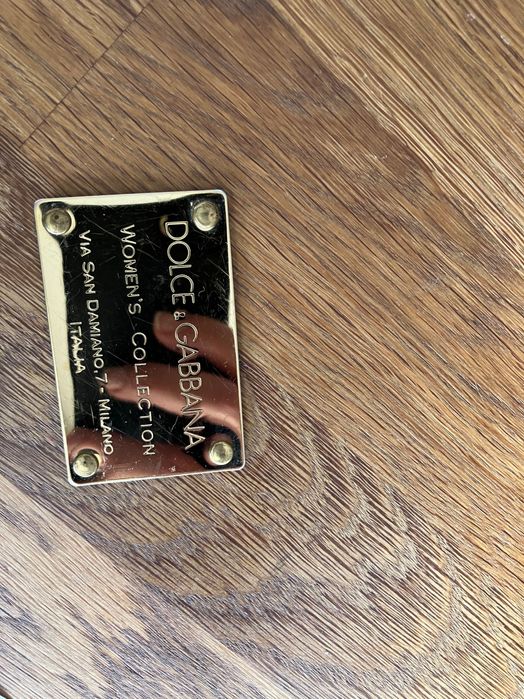 DOLCE & GABBANA
WOMEN'S COLLECTION
VIA SAN DAMIANO.7 - MILANO
ITALIA